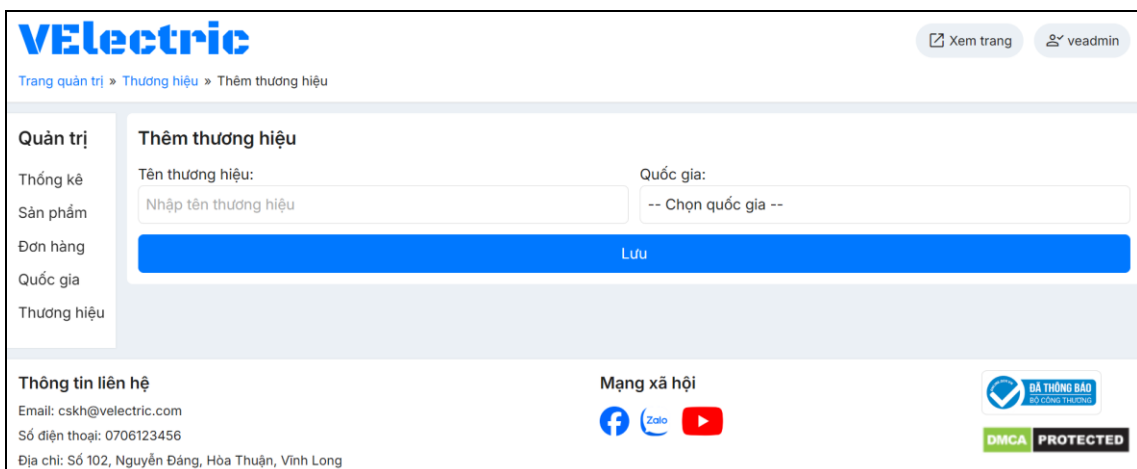 VElectric
Xem trang
veadmin
Trang quản trị » Thương hiệu » Thêm thương hiệu
Quản trị
Thống kê
Sản phẩm
Đơn hàng
Quốc gia
Thương hiệu
Thêm thương hiệu
Tên thương hiệu:
Nhập tên thương hiệu
Quốc gia:
-- Chọn quốc gia --
Lưu
Thông tin liên hệ
Email: cskh@velectric.com
Số điện thoại: 0706123456
Địa chỉ: Số 102, Nguyễn Đáng, Hòa Thuận, Vĩnh Long
Mạng xã hội
Zalo
ĐÃ THÔNG BÁO
BỘ CÔNG THƯƠNG
DMCA PROTECTED